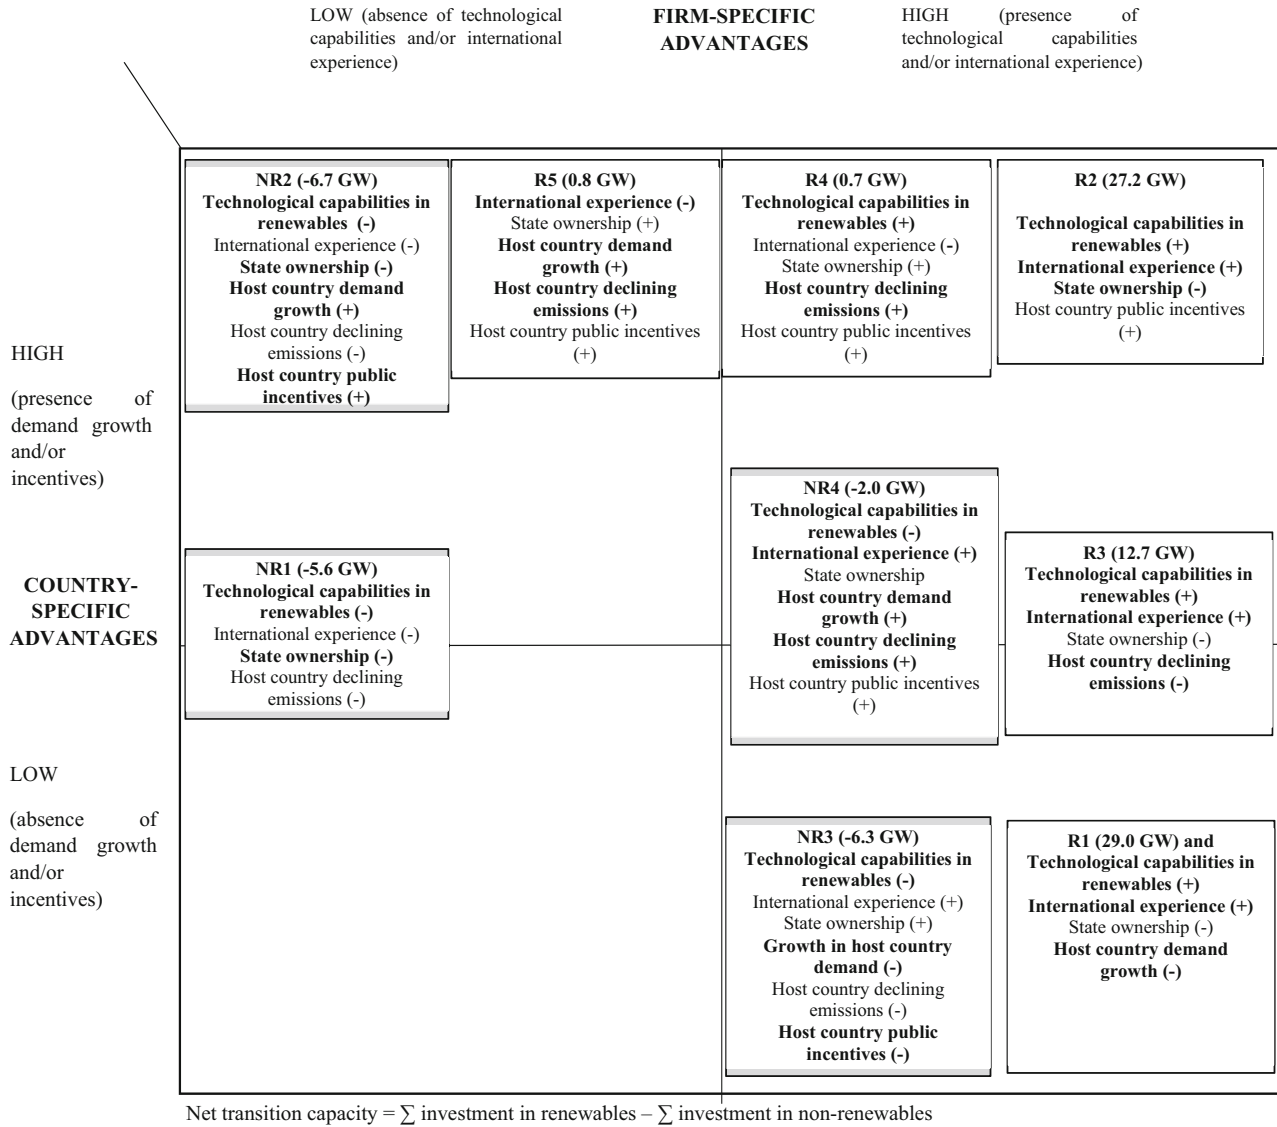 LOW (absence of technological
capabilities and/or international
experience)
FIRM-SPECIFIC
ADVANTAGES
HIGH (presence of
technological capabilities
and/or international experience)
NR2 (-6.7 GW)
Technological capabilities in
renewables (-)
International experience (-)
State ownership (-)
Host country demand
growth (+)
Host country declining
emissions (-)
Host country public
incentives (+)
R5 (0.8 GW)
International experience (-)
State ownership (+)
Host country demand
growth (+)
Host country declining
emissions (+)
Host country public incentives
(+)
R4 (0.7 GW)
Technological capabilities in
renewables (+)
International experience (-)
State ownership (+)
Host country declining
emissions (+)
Host country public incentives
(+)
R2 (27.2 GW)
Technological capabilities in
renewables (+)
International experience (+)
State ownership (-)
Host country public incentives
(+)
HIGH
(presence of
demand growth
and/or
incentives)
COUNTRY-
SPECIFIC
ADVANTAGES
NR1 (-5.6 GW)
Technological capabilities in
renewables (-)
International experience (-)
State ownership (-)
Host country declining
emissions (-)
NR4 (-2.0 GW)
Technological capabilities in
renewables (-)
International experience (+)
State ownership
Host country demand
growth (+)
Host country declining
emissions (+)
Host country public incentives
(+)
R3 (12.7 GW)
Technological capabilities in
renewables (+)
International experience (+)
State ownership (-)
Host country declining
emissions (-)
LOW
(absence of
demand growth
and/or
incentives)
NR3 (-6.3 GW)
Technological capabilities in
renewables (-)
International experience (+)
State ownership (+)
Growth in host country
demand (-)
Host country declining
emissions (-)
Host country public
incentives (-)
R1 (29.0 GW) and
Technological capabilities in
renewables (+)
International experience (+)
State ownership (-)
Host country demand
growth (-)
Net transition capacity = ∑ investment in renewables – ∑ investment in non-renewables